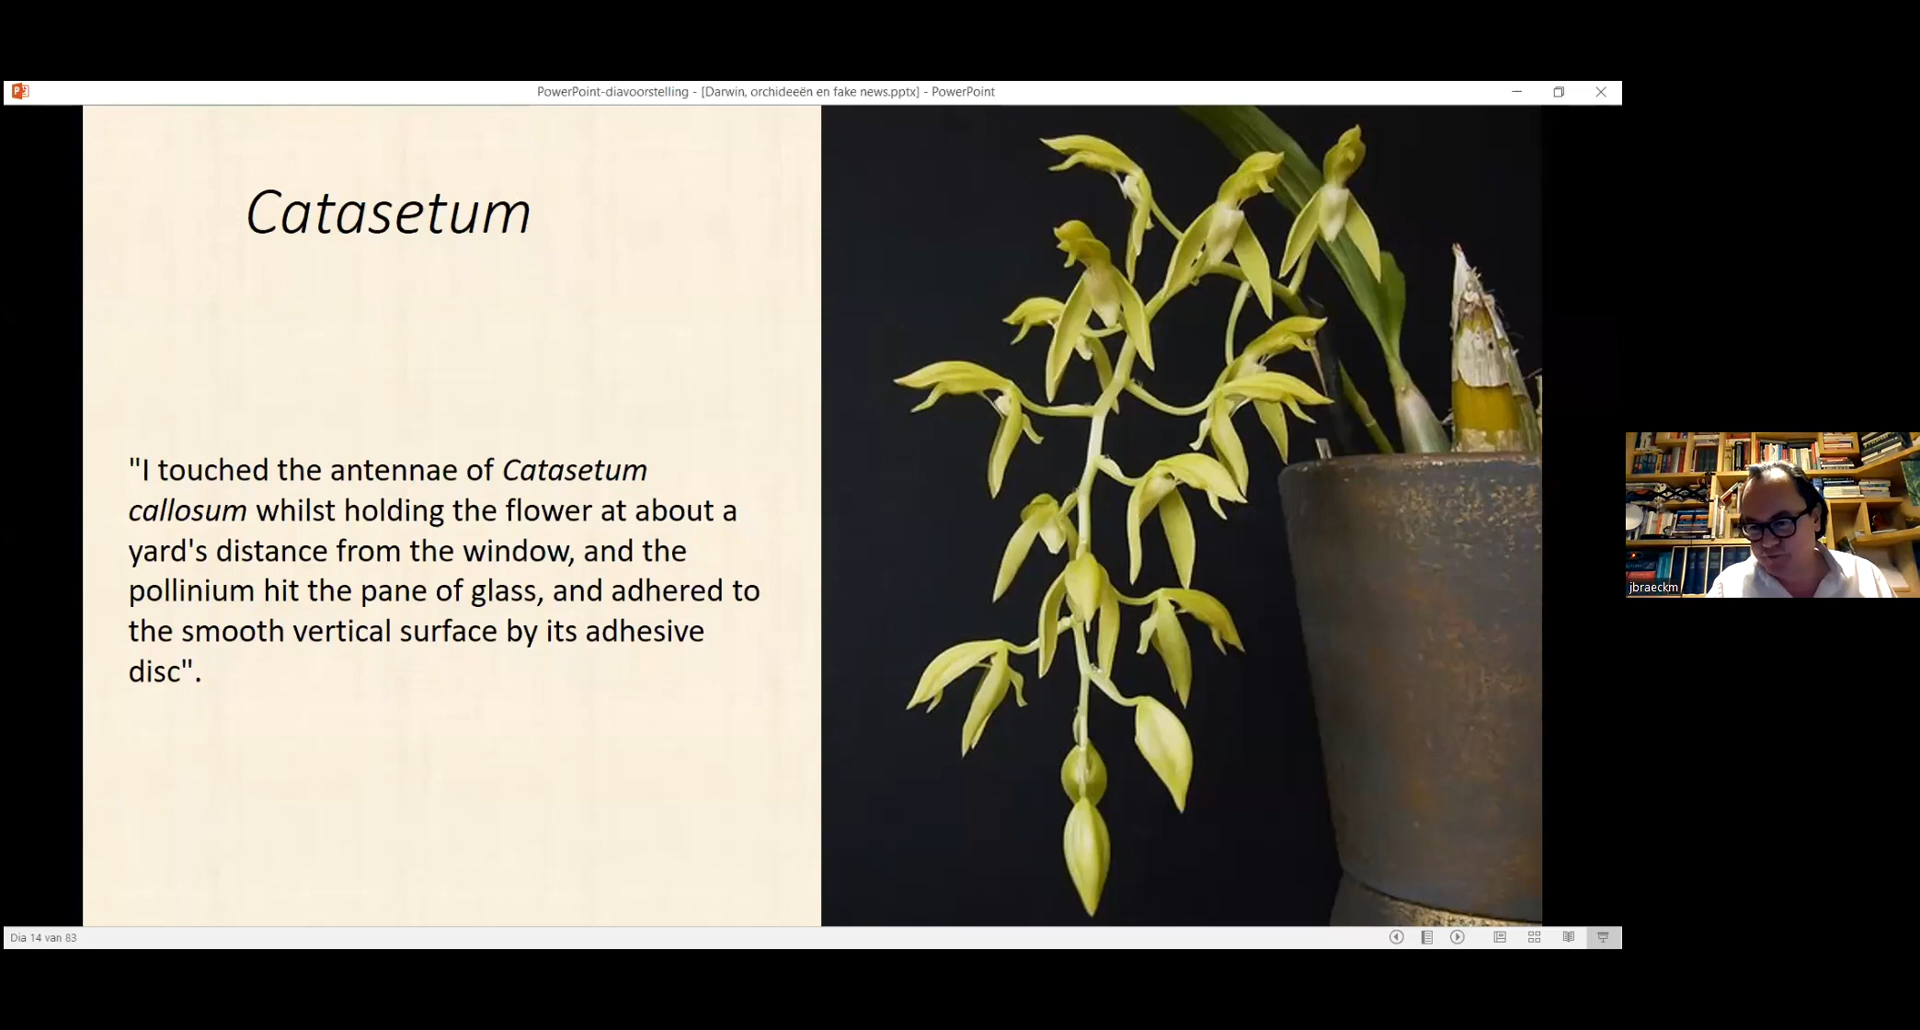 PowerPoint-diavoorstelling - [Darwin, orchideeën en fake news.pptx] - PowerPoint
Catasetum
"I touched the antennae of Catasetum
callosum whilst holding the flower at about a
yard's distance from the window, and the
pollinium hit the pane of glass, and adhered to
the smooth vertical surface by its adhesive
disc".
jbraeckm
Dia 14 van 83